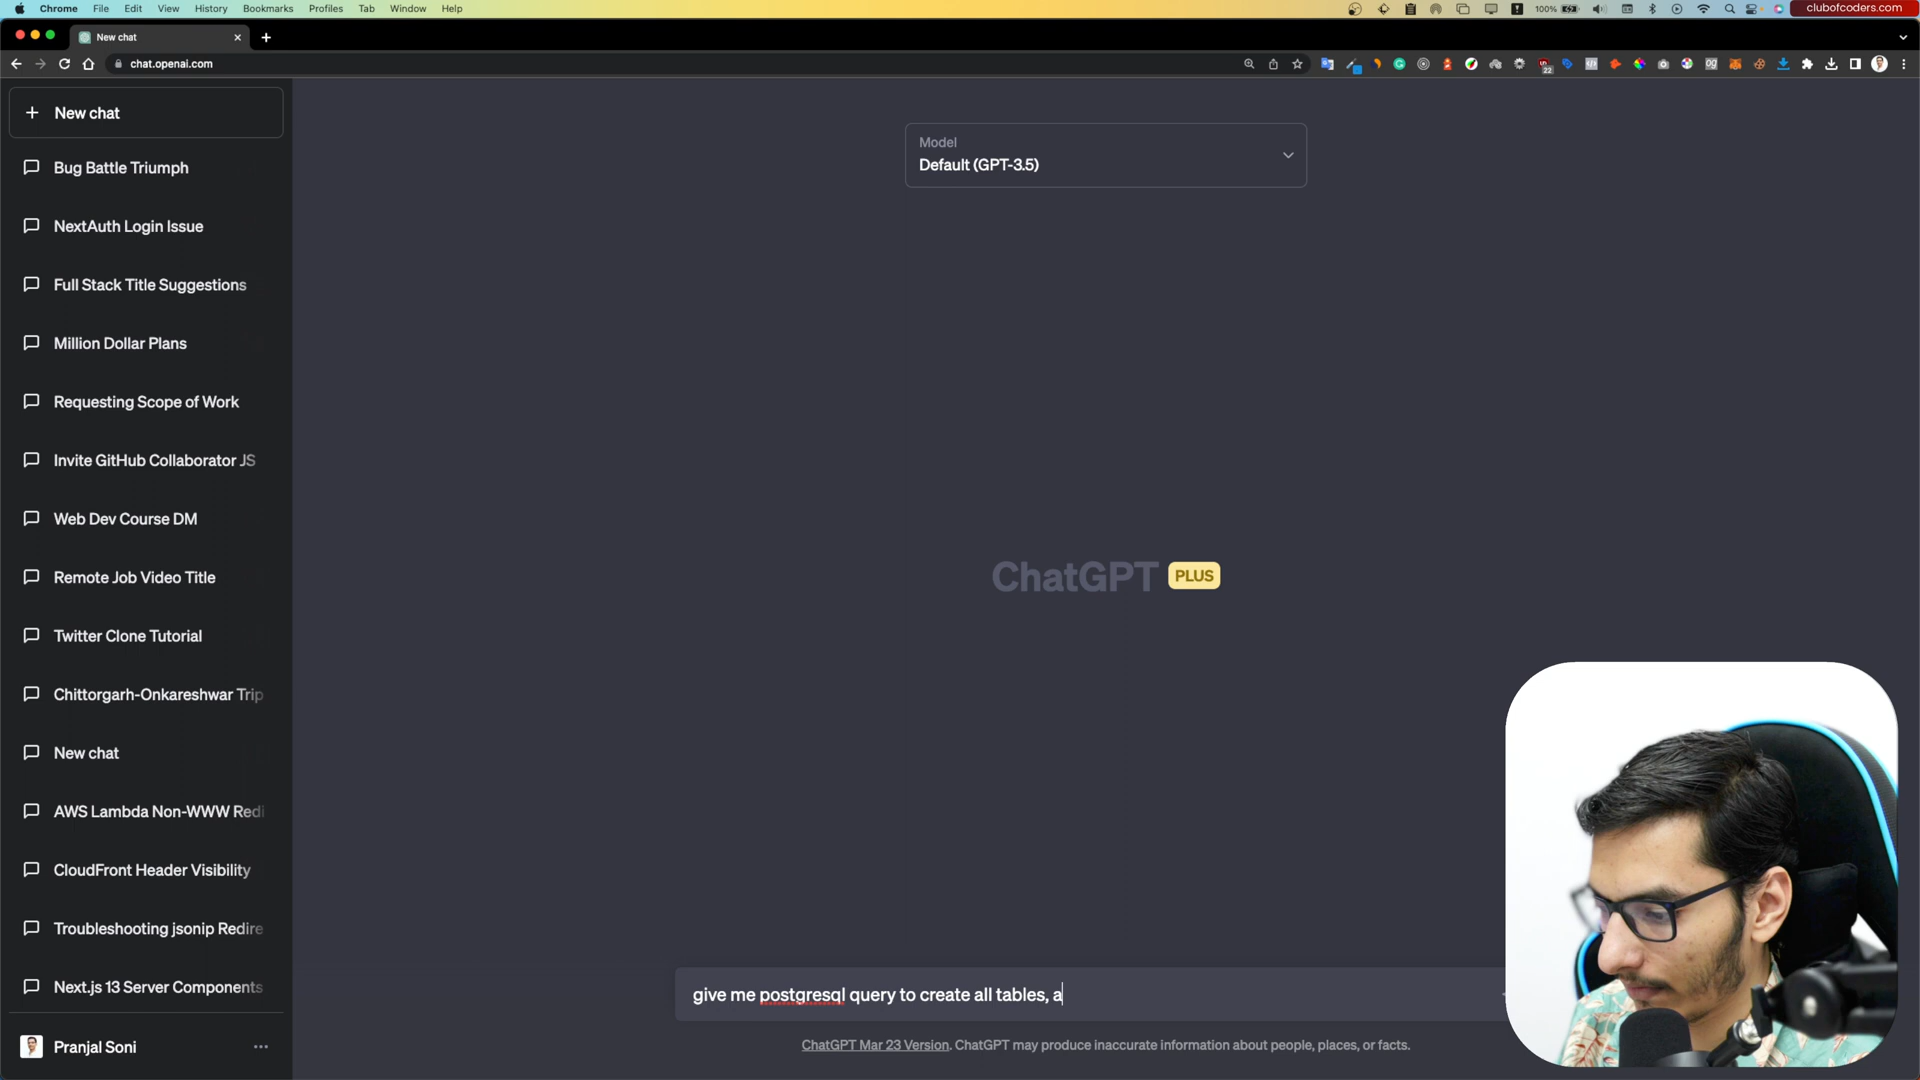 Chrome File Edit View History Bookmarks Profiles Tab Window Help
100%
clubofcoders.com
New chat
chat.openai.com
22
New chat
Bug Battle Triumph
NextAuth Login Issue
Full Stack Title Suggestions
Million Dollar Plans
Requesting Scope of Work
Invite GitHub Collaborator JS
Web Dev Course DM
Remote Job Video Title
Twitter Clone Tutorial
Chittorgarh-Onkareshwar Trip
New chat
AWS Lambda Non-WWW Redi
CloudFront Header Visibility
Troubleshooting jsonip Redire
Next.js 13 Server Components
Pranjal Soni
Model
Default (GPT-3.5)
ChatGPT PLUS
give me postgresql query to create all tables, a
ChatGPT Mar 23 Version. ChatGPT may produce inaccurate information about people, places, or facts.